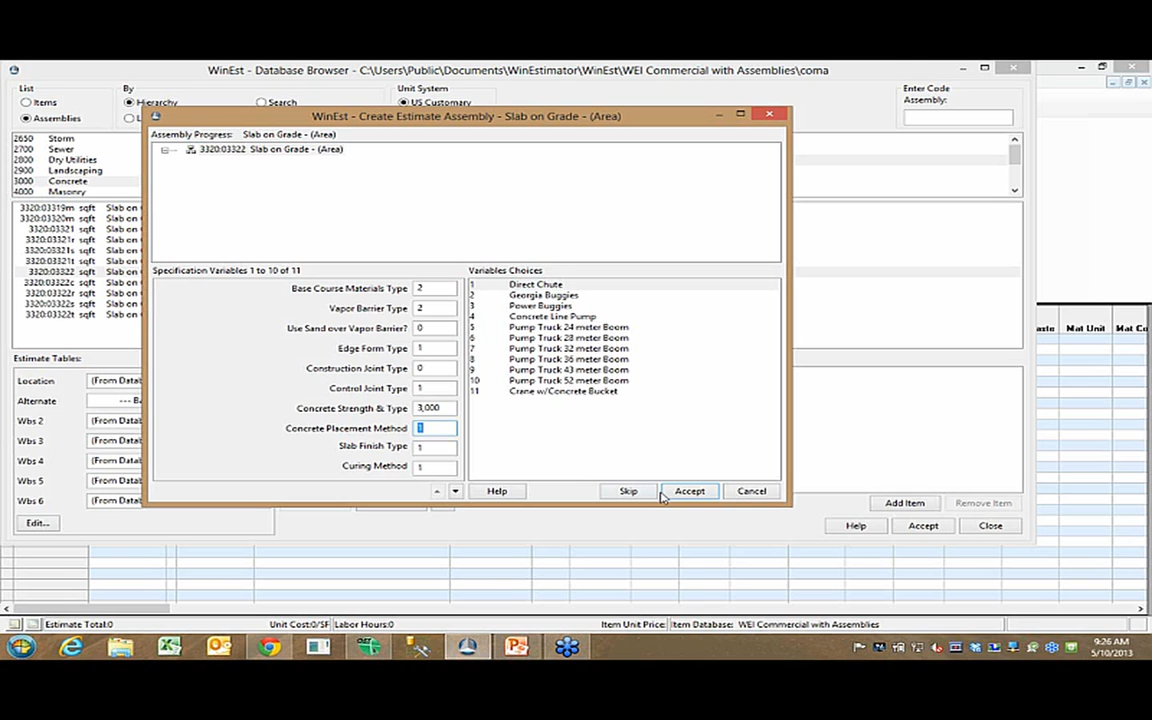 WinEst - Database Browser - C:\Users\Public\Documents\WinEstimator\WinEst\WEI Commercial with Assemblies\coma
List
By
Unit System
Enter Code
Items
Hierarchy
Search
US Customary
Assembly:
Assemblies
WinEst - Create Estimate Assembly - Slab on Grade - (Area)
Assembly Progress: Slab on Grade - (Area)
3320:03322 Slab on Grade - (Area)
2650 Storm
2700 Sewer
2800 Dry Utilities
2900 Landscaping
3000 Concrete
4000 Masonry
3320:03319m sqft Slab on
3320:03320m sqft Slab on
3320:03321 sqft Slab on
3320:03321r sqft Slab on
3320:03321s sqft Slab on
3320:03321t sqft Slab on
3320:03322 sqft Slab on
3320:03322c sqft Slab on
3320:03322r sqft Slab on
3320:03322s sqft Slab on
3320:03322t sqft Slab on
Specification Variables 1 to 10 of 11
Base Course Materials Type 2
Vapor Barrier Type 2
Use Sand over Vapor Barrier? 0
Edge Form Type 1
Construction Joint Type 0
Control Joint Type 1
Concrete Strength & Type 3,000
Concrete Placement Method 1
Slab Finish Type 1
Curing Method 1
Variables Choices
1 Direct Chute
2 Georgia Buggies
3 Power Buggies
4 Concrete Line Pump
5 Pump Truck 24 meter Boom
6 Pump Truck 28 meter Boom
7 Pump Truck 32 meter Boom
8 Pump Truck 36 meter Boom
9 Pump Truck 43 meter Boom
10 Pump Truck 52 meter Boom
11 Crane w/Concrete Bucket
Help Skip Accept Cancel
Estimate Tables:
Location (From Datab
Alternate --- Ba
Wbs 2 (From Datab
Wbs 3 (From Datab
Wbs 4 (From Datab
Wbs 5 (From Datab
Wbs 6 (From Datab
Edit...
Add Item Remove Item
Help Accept Close
Mat Unit Mat Co
Estimate Total:0 Unit Cost:0/SF Labor Hours:0 Item Unit Price: Item Database: WEI Commercial with Assemblies
9:26 AM
5/10/2013